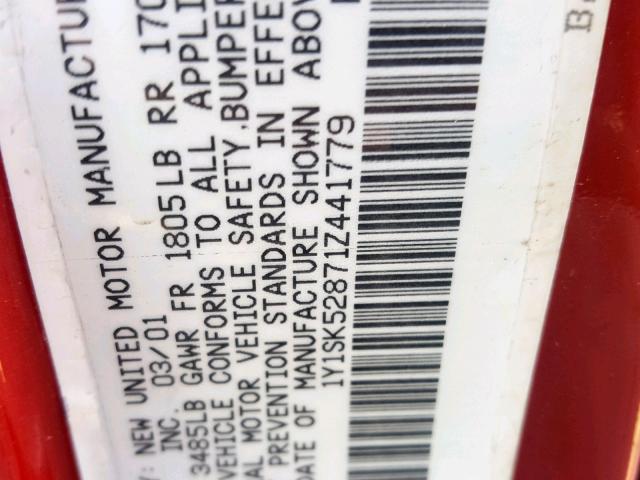 Y: NEW UNITED MOTOR MANUFACTUR
INC. 03/01
3485LB GAWR FR 1805LB RR 170
VEHICLE CONFORMS TO ALL APPLI
AL MOTOR VEHICLE SAFETY,BUMPER
PREVENTION STANDARDS IN EFFE
DATE OF MANUFACTURE SHOWN ABOV
1Y1SK52871Z441779